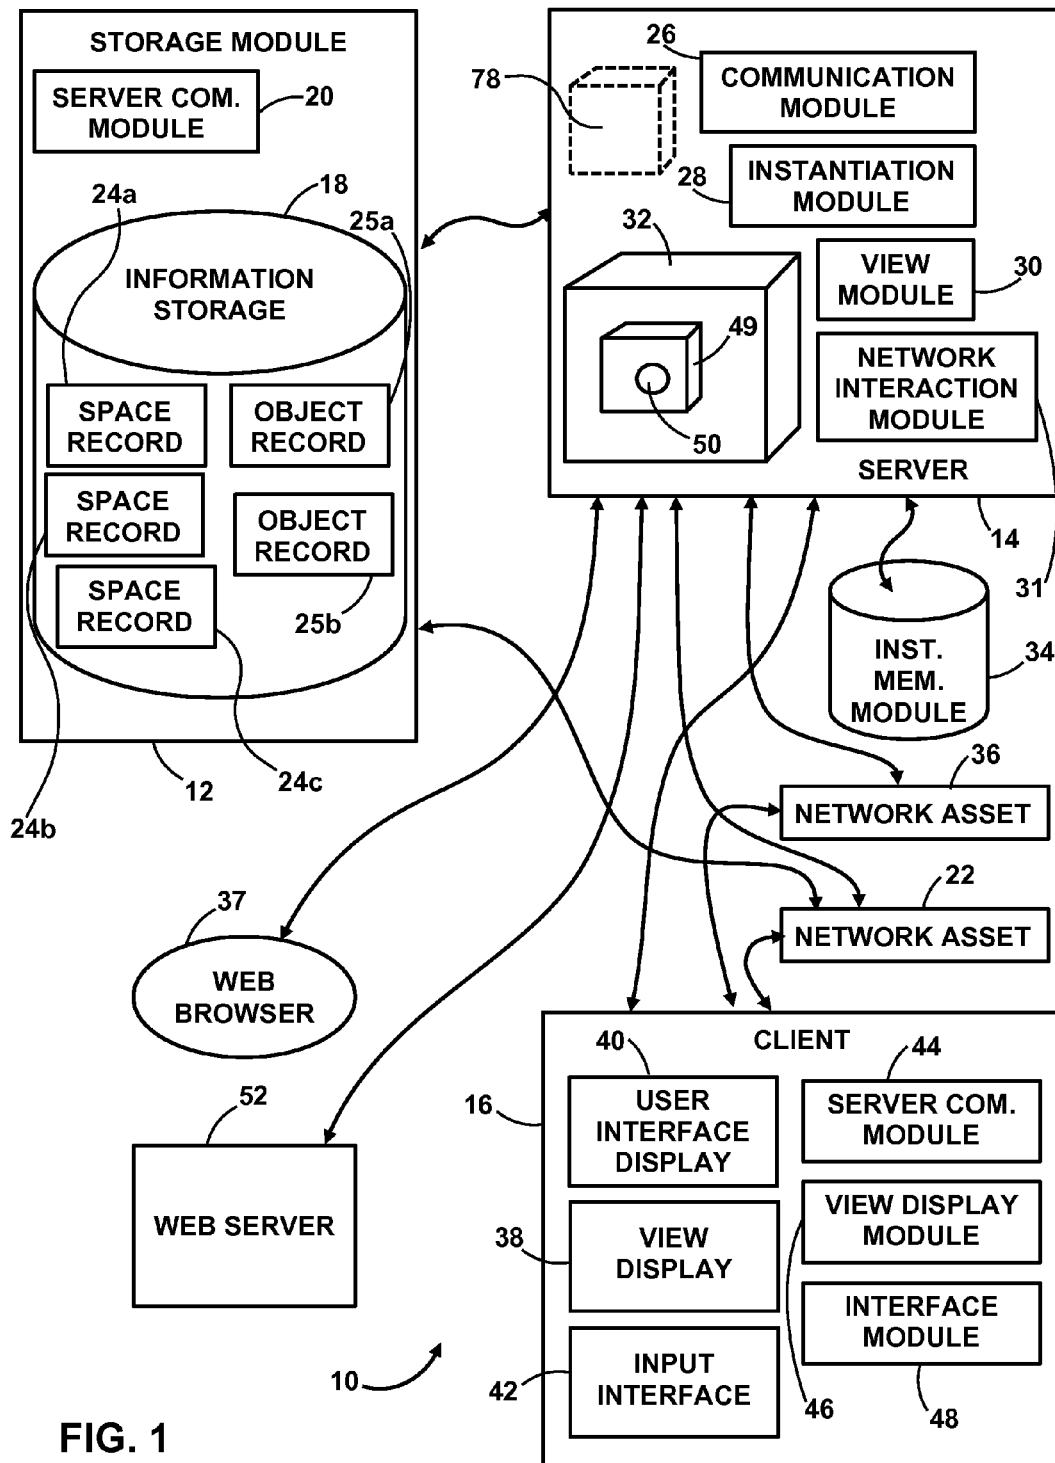 STORAGE MODULE
SERVER COM.
MODULE
20
24a
18
25a
INFORMATION
STORAGE
SPACE
RECORD
OBJECT
RECORD
SPACE
RECORD
OBJECT
RECORD
SPACE
RECORD
25b
12
24c
24b
26
78
COMMUNICATION
MODULE
28
INSTANTIATION
MODULE
32
VIEW
MODULE
30
49
50
NETWORK
INTERACTION
MODULE
SERVER
14
31
INST.
MEM.
MODULE
34
36
NETWORK ASSET
22
NETWORK ASSET
37
WEB
BROWSER
52
WEB SERVER
CLIENT
40
44
16
USER
INTERFACE
DISPLAY
SERVER COM.
MODULE
38
VIEW
DISPLAY
VIEW DISPLAY
MODULE
42
INPUT
INTERFACE
INTERFACE
MODULE
46
48
10
FIG. 1